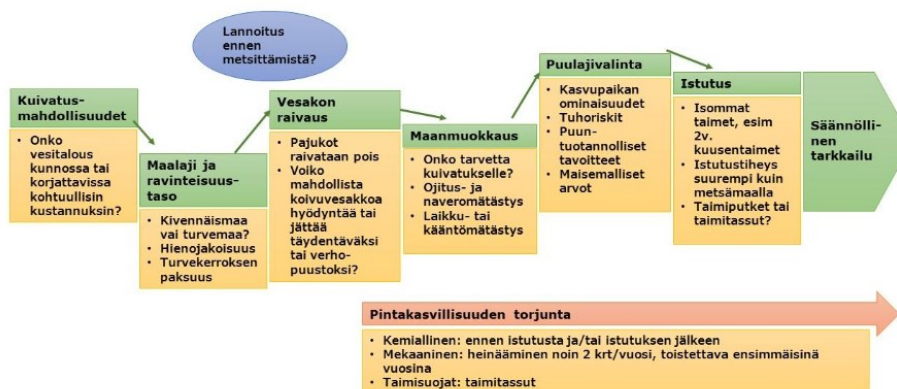 Lannoitus
ennen
metsittämistä?
Kuivatus-
mahdollisuudet
• Onko
vesitalous
kunnossa tai
korjattavissa
kohtuullisin
kustannuksin?
Maalaji ja
ravinteisuus-
taso
• Kivennäismaa
vai turvemaa?
• Hienojakoisuus
• Turvekerroksen
paksuus
Vesakon
raivaus
• Pajukot
raivataan pois
• Voiko
mahdollista
koivuvesakkoa
hyödyntää tai
jättää
täydentäväksi
tai verho-
puustoksi?
Maanmuokkaus
• Onko tarvetta
kuivatukselle?
• Ojitus- ja
naveromätästys
• Laikku- tai
kääntömätästys
Puulajivalinta
• Kasvupaikan
ominaisuudet
• Tuhoriskit
• Puun-
tuotannolliset
tavoitteet
• Maisemalliset
arvot
Istutus
• Isommat
taimet, esim
2v.
kuusentaimet
• Istutustiheys
suurempi kuin
metsämaalla
• Taimiputket tai
taimitassut?
Säännölli
nen
tarkkailu
Pintakasvillisuuden torjunta
• Kemiallinen: ennen istutusta ja/tai istutuksen jälkeen
• Mekaaninen: heinääminen noin 2 krt/vuosi, toistettava ensimmäisinä
vuosina
• Taimisuojat: taimitassut